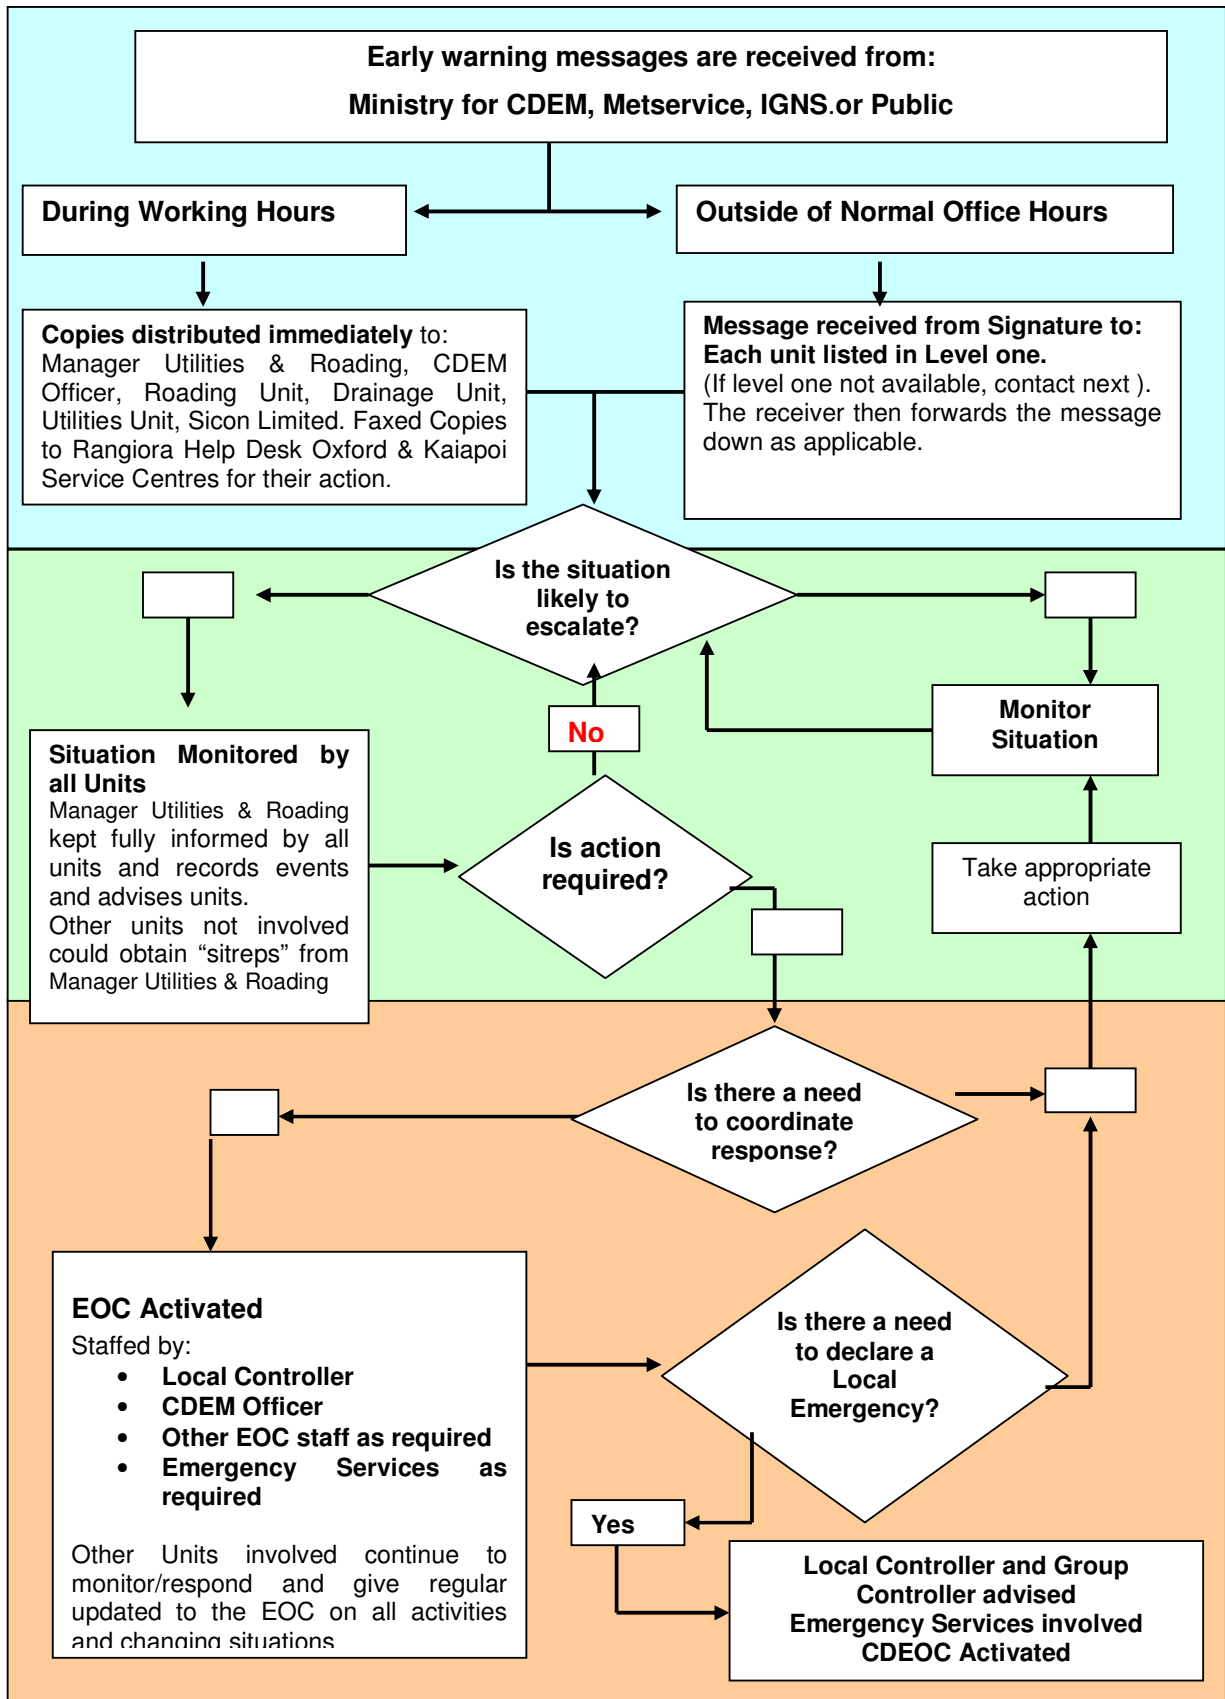 Early warning messages are received from:
Ministry for CDEM, Metservice, IGNS.or Public
During Working Hours
Outside of Normal Office Hours
Copies distributed immediately to:
Manager Utilities & Roading, CDEM
Officer, Roading Unit, Drainage Unit,
Utilities Unit, Sicon Limited. Faxed Copies
to Rangiora Help Desk Oxford & Kaiapoi
Service Centres for their action.
Message received from Signature to:
Each unit listed in Level one.
(If level one not available, contact next ).
The receiver then forwards the message
down as applicable.
Is the situation
likely to
escalate?
No
Monitor
Situation
Situation Monitored by
all Units
Manager Utilities & Roading
kept fully informed by all
units and records events
and advises units.
Other units not involved
could obtain “sitreps” from
Manager Utilities & Roading
Is action
required?
Take appropriate
action
Is there a need
to coordinate
response?
EOC Activated
Staffed by:
• Local Controller
• CDEM Officer
• Other EOC staff as required
• Emergency Services as
required
Other Units involved continue to
monitor/respond and give regular
updated to the EOC on all activities
and changing situations
Is there a need
to declare a
Local
Emergency?
Yes
Local Controller and Group
Controller advised
Emergency Services involved
CDEOC Activated